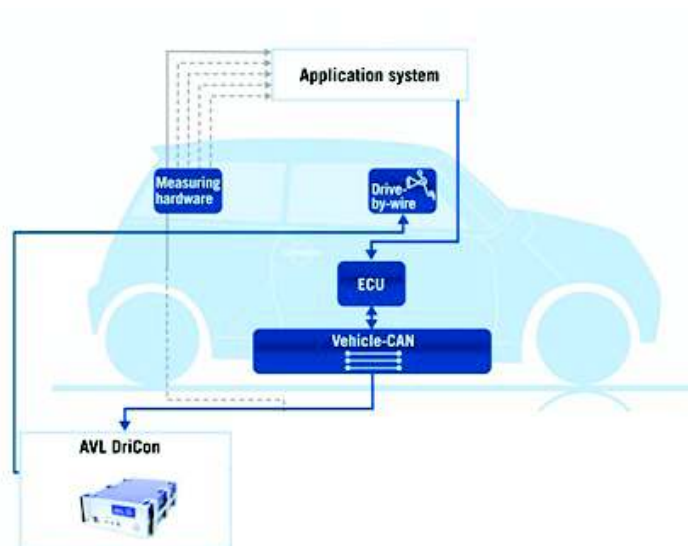 Application system
Measuring
hardware
Drive-
by-wire
ECU
Vehicle-CAN
AVL DriCon